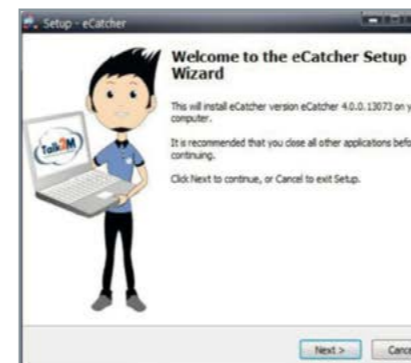 Setup - eCatcher
Welcome to the eCatcher Setup
Wizard
This will install eCatcher version eCatcher 4.0.0.13073 on y
computer.
It is recommended that you close all other applications befo
continuing.
Click Next to continue, or Cancel to exit Setup.
Talk2M
Next >
Cance